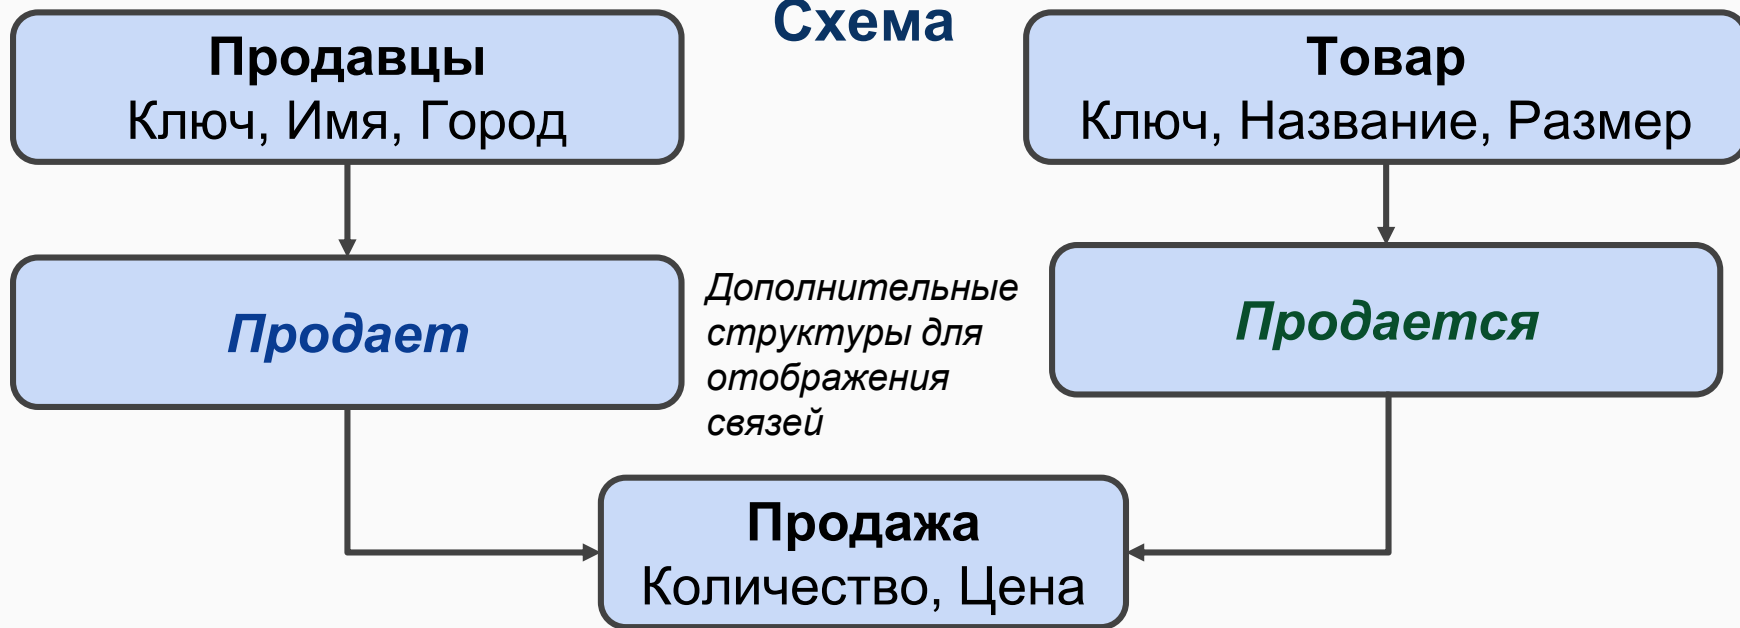 Схема
Продавцы
Ключ, Имя, Город
Товар
Ключ, Название, Размер
Продает
Дополнительные
структуры для
отображения
связей
Продается
Продажа
Количество, Цена